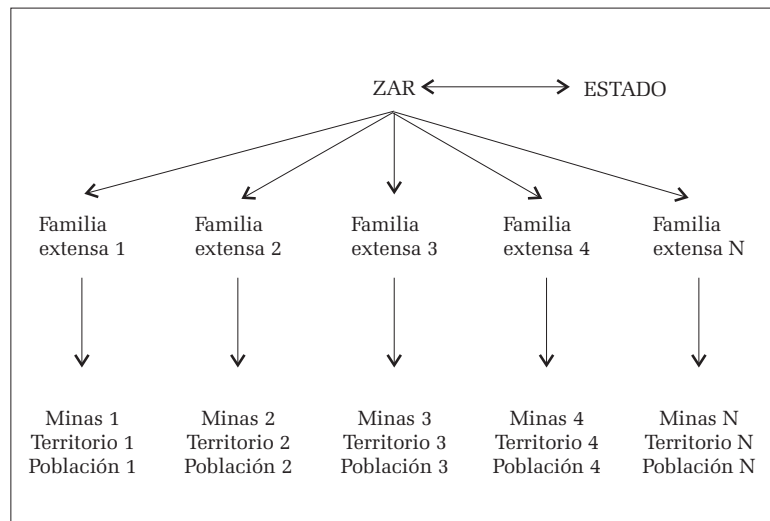 ZAR ESTADO
Familia extensa 1
Familia extensa 2
Familia extensa 3
Familia extensa 4
Familia extensa N
Minas 1
Territorio 1
Población 1
Minas 2
Territorio 2
Población 2
Minas 3
Territorio 3
Población 3
Minas 4
Territorio 4
Población 4
Minas N
Territorio N
Población N